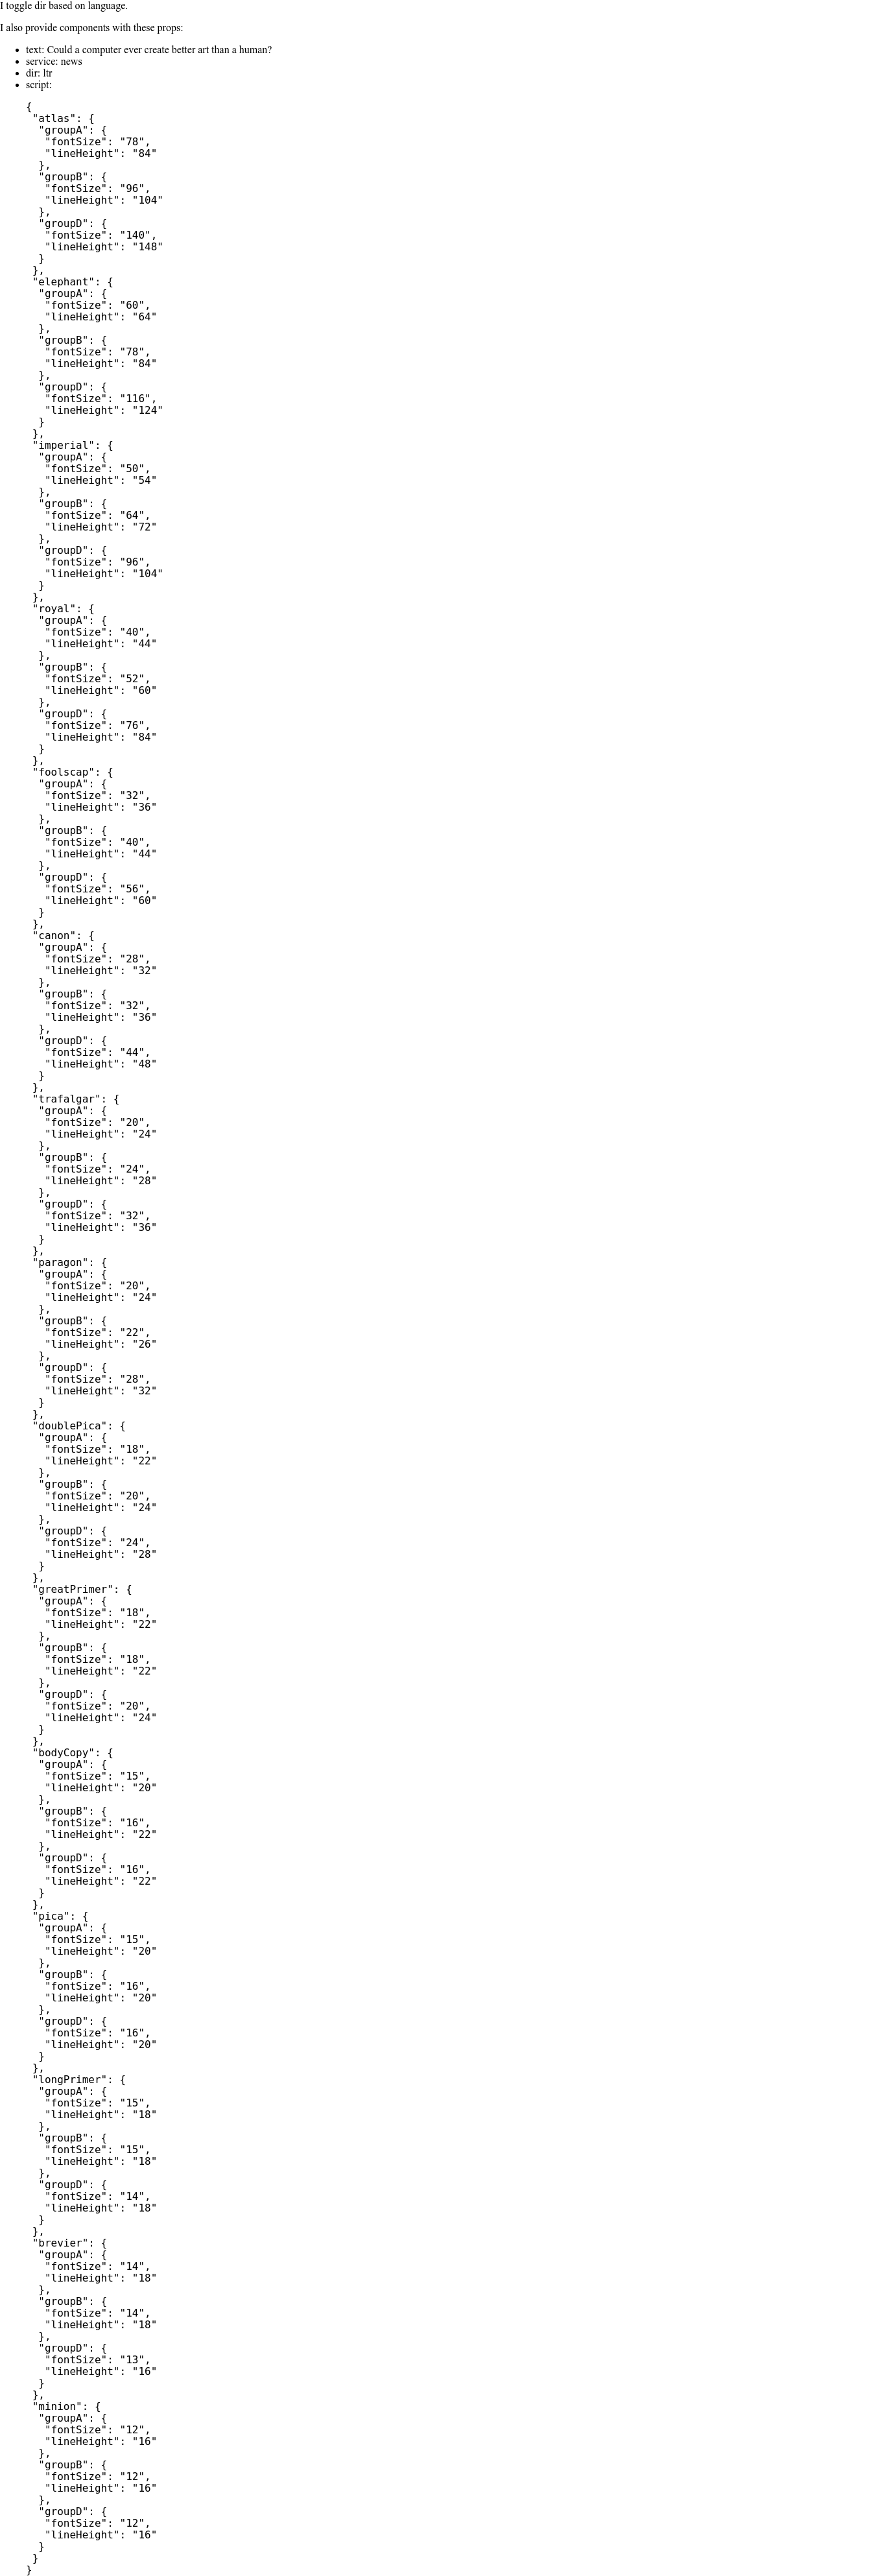 I toggle dir based on language.
I also provide components with these props:
text: Could a computer ever create better art than a human?
service: news
dir: ltr
script:
{
"atlas": {
"groupA": {
"fontSize": "78",
"lineHeight": "84"
},
"groupB": {
"fontSize": "96",
"lineHeight": "104"
},
"groupD": {
"fontSize": "140",
"lineHeight": "148"
}
},
"elephant": {
"groupA": {
"fontSize": "60",
"lineHeight": "64"
},
"groupB": {
"fontSize": "78",
"lineHeight": "84"
},
"groupD": {
"fontSize": "116",
"lineHeight": "124"
}
},
"imperial": {
"groupA": {
"fontSize": "50",
"lineHeight": "54"
},
"groupB": {
"fontSize": "64",
"lineHeight": "72"
},
"groupD": {
"fontSize": "96",
"lineHeight": "104"
}
},
"royal": {
"groupA": {
"fontSize": "40",
"lineHeight": "44"
},
"groupB": {
"fontSize": "52",
"lineHeight": "60"
},
"groupD": {
"fontSize": "76",
"lineHeight": "84"
}
},
"foolscap": {
"groupA": {
"fontSize": "32",
"lineHeight": "36"
},
"groupB": {
"fontSize": "40",
"lineHeight": "44"
},
"groupD": {
"fontSize": "56",
"lineHeight": "60"
}
},
"canon": {
"groupA": {
"fontSize": "28",
"lineHeight": "32"
},
"groupB": {
"fontSize": "32",
"lineHeight": "36"
},
"groupD": {
"fontSize": "44",
"lineHeight": "48"
}
},
"trafalgar": {
"groupA": {
"fontSize": "20",
"lineHeight": "24"
},
"groupB": {
"fontSize": "24",
"lineHeight": "28"
},
"groupD": {
"fontSize": "32",
"lineHeight": "36"
}
},
"paragon": {
"groupA": {
"fontSize": "20",
"lineHeight": "24"
},
"groupB": {
"fontSize": "22",
"lineHeight": "26"
},
"groupD": {
"fontSize": "28",
"lineHeight": "32"
}
},
"doublePica": {
"groupA": {
"fontSize": "18",
"lineHeight": "22"
},
"groupB": {
"fontSize": "20",
"lineHeight": "24"
},
"groupD": {
"fontSize": "24",
"lineHeight": "28"
}
},
"greatPrimer": {
"groupA": {
"fontSize": "18",
"lineHeight": "22"
},
"groupB": {
"fontSize": "18",
"lineHeight": "22"
},
"groupD": {
"fontSize": "20",
"lineHeight": "24"
}
},
"bodyCopy": {
"groupA": {
"fontSize": "15",
"lineHeight": "20"
},
"groupB": {
"fontSize": "16",
"lineHeight": "22"
},
"groupD": {
"fontSize": "16",
"lineHeight": "22"
}
},
"pica": {
"groupA": {
"fontSize": "15",
"lineHeight": "20"
},
"groupB": {
"fontSize": "16",
"lineHeight": "20"
},
"groupD": {
"fontSize": "16",
"lineHeight": "20"
}
},
"longPrimer": {
"groupA": {
"fontSize": "15",
"lineHeight": "18"
},
"groupB": {
"fontSize": "15",
"lineHeight": "18"
},
"groupD": {
"fontSize": "14",
"lineHeight": "18"
}
},
"brevier": {
"groupA": {
"fontSize": "14",
"lineHeight": "18"
},
"groupB": {
"fontSize": "14",
"lineHeight": "18"
},
"groupD": {
"fontSize": "13",
"lineHeight": "16"
}
},
"minion": {
"groupA": {
"fontSize": "12",
"lineHeight": "16"
},
"groupB": {
"fontSize": "12",
"lineHeight": "16"
},
"groupD": {
"fontSize": "12",
"lineHeight": "16"
}
}
}